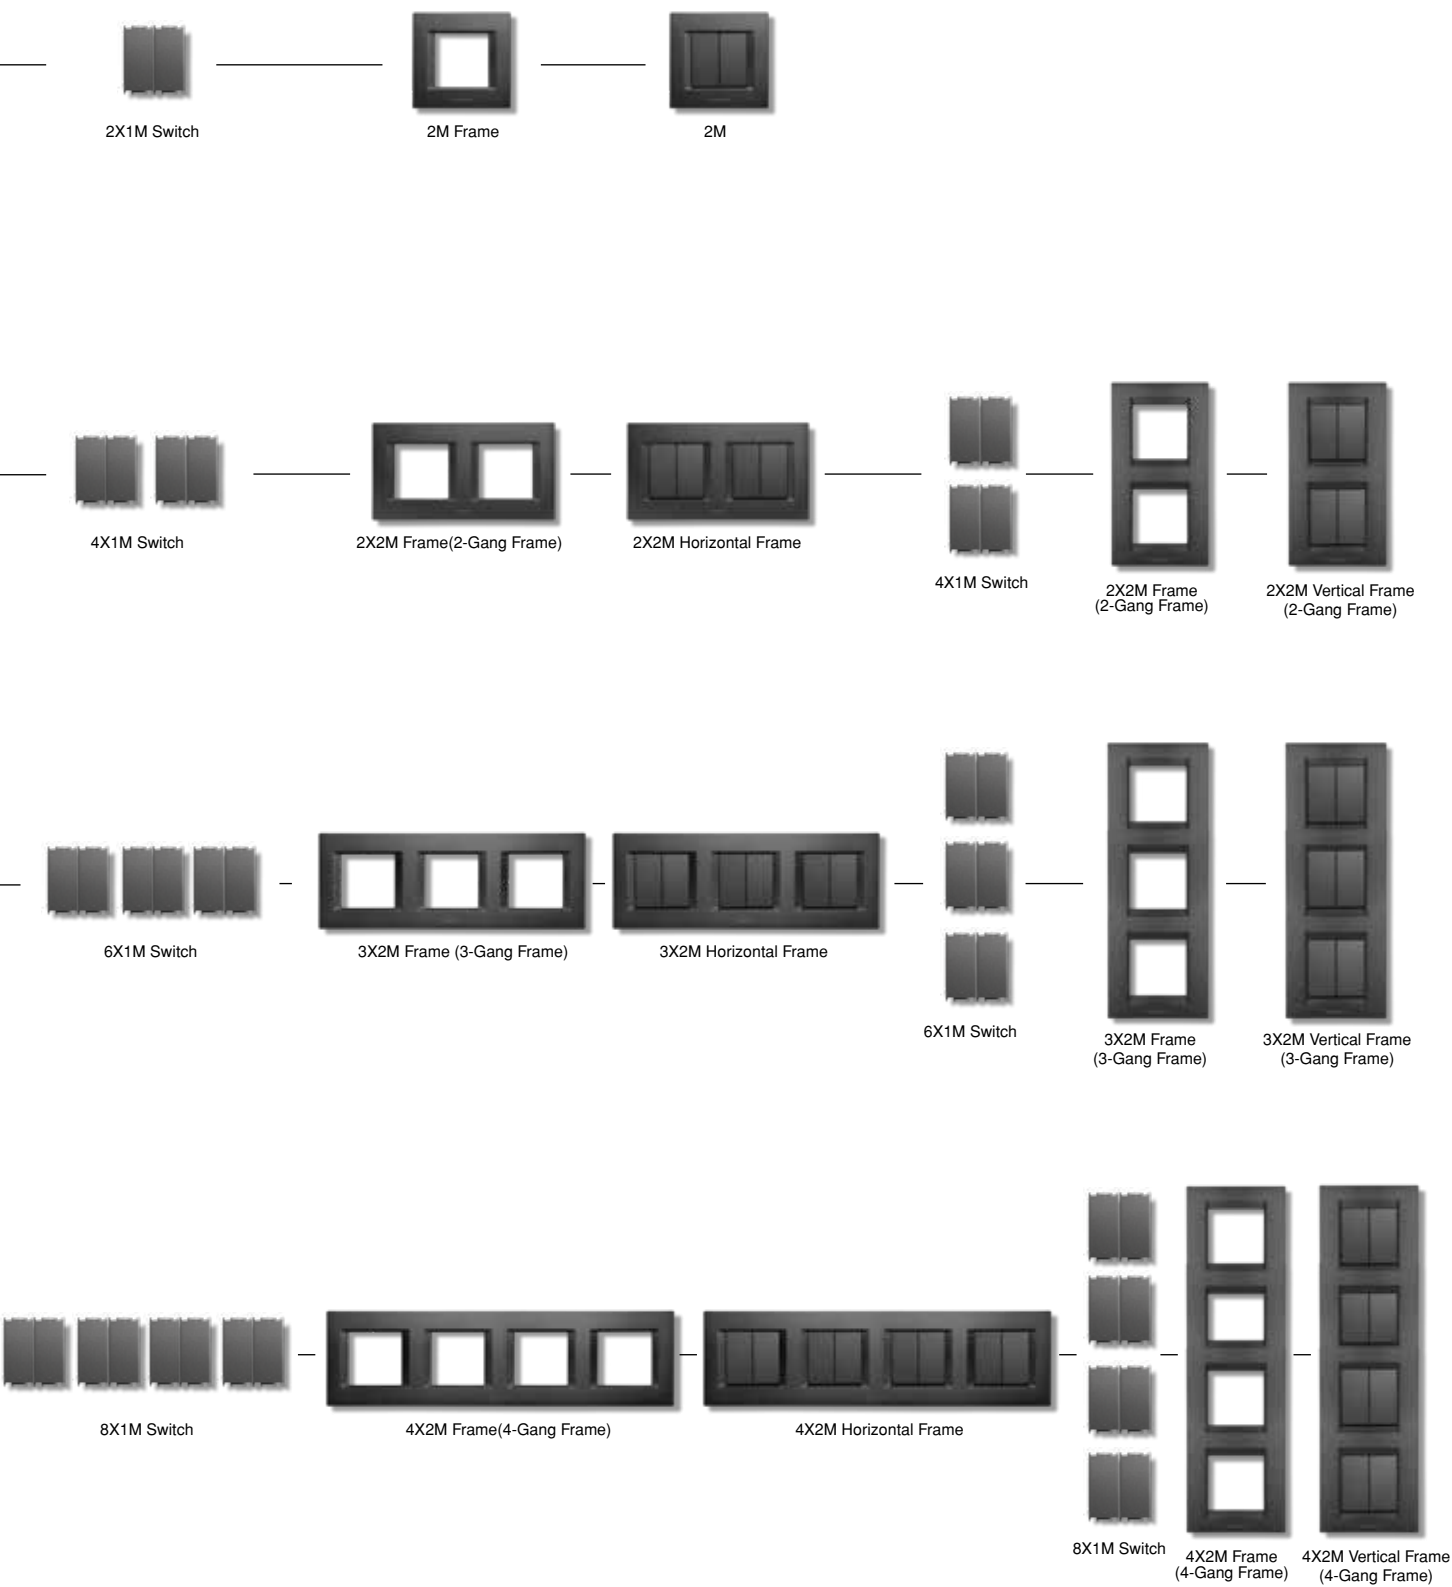 2X1M Switch
2M Frame
2M
4X1M Switch
2X2M Frame(2-Gang Frame)
2X2M Horizontal Frame
4X1M Switch
2X2M Frame
(2-Gang Frame)
2X2M Vertical Frame
(2-Gang Frame)
6X1M Switch
3X2M Frame (3-Gang Frame)
3X2M Horizontal Frame
6X1M Switch
3X2M Frame
(3-Gang Frame)
3X2M Vertical Frame
(3-Gang Frame)
8X1M Switch
4X2M Frame(4-Gang Frame)
4X2M Horizontal Frame
8X1M Switch
4X2M Frame
(4-Gang Frame)
4X2M Vertical Frame
(4-Gang Frame)